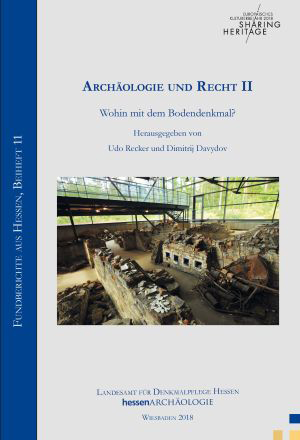 EUROPÄISCHES
KULTURERBEJAHR 2018
SHARING
HERITAGE
ARCHÄOLOGIE UND RECHT II
Wohin mit dem Bodendenkmal?
Herausgegeben von
Udo Recker und Dimitrij Davydov
FUNDBERICHTE AUS HESSEN, BEIHEFT 11
LANDESAMT FÜR DENKMALPFLEGE HESSEN
hessenARCHÄOLOGIE
WIESBADEN 2018